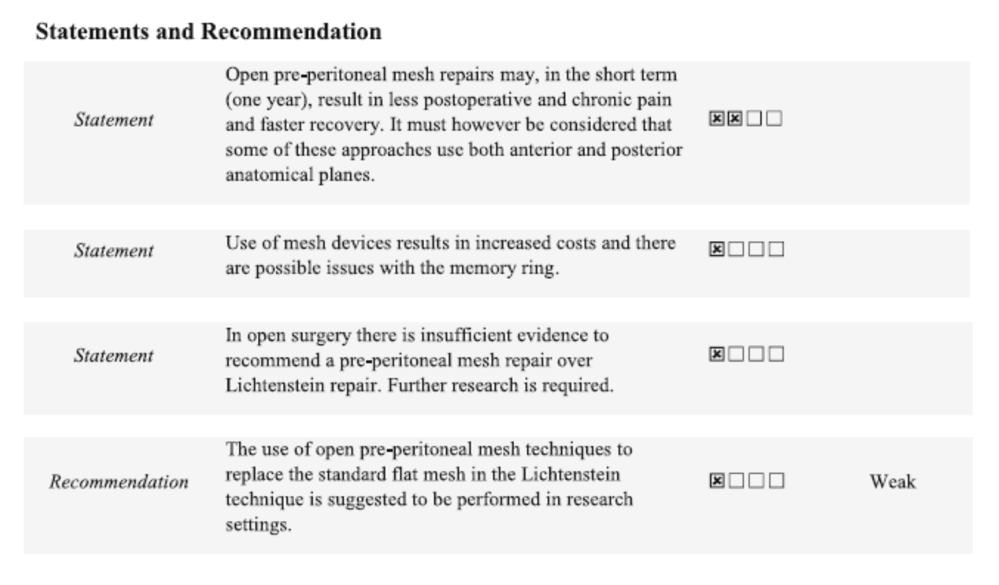 Statements and Recommendation
Statement
Open pre-peritoneal mesh repairs may, in the short term
(one year), result in less postoperative and chronic pain
and faster recovery. It must however be considered that
some of these approaches use both anterior and posterior
anatomical planes.
☒☒☐☐
Statement
Use of mesh devices results in increased costs and there
are possible issues with the memory ring.
☒☐☐☐
Statement
In open surgery there is insufficient evidence to
recommend a pre-peritoneal mesh repair over
Lichtenstein repair. Further research is required.
☒☐☐☐
Recommendation
The use of open pre-peritoneal mesh techniques to
replace the standard flat mesh in the Lichtenstein
technique is suggested to be performed in research
settings.
☒☐☐☐
Weak